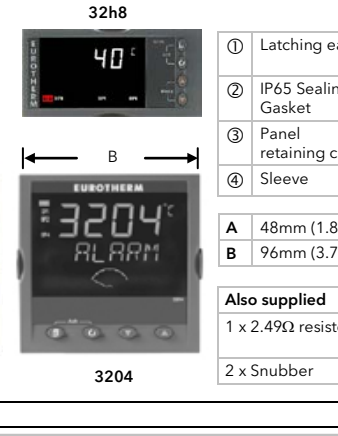 32h8
EUROTHERM
40 °C
B
EUROTHERM
3204 °C
ALARM
3204
① Latching ea
② IP65 Sealin
Gasket
③ Panel
retaining c
④ Sleeve
A 48mm (1.8
B 96mm (3.7
Also supplied
1 x 2.49Ω resist
2 x Snubber